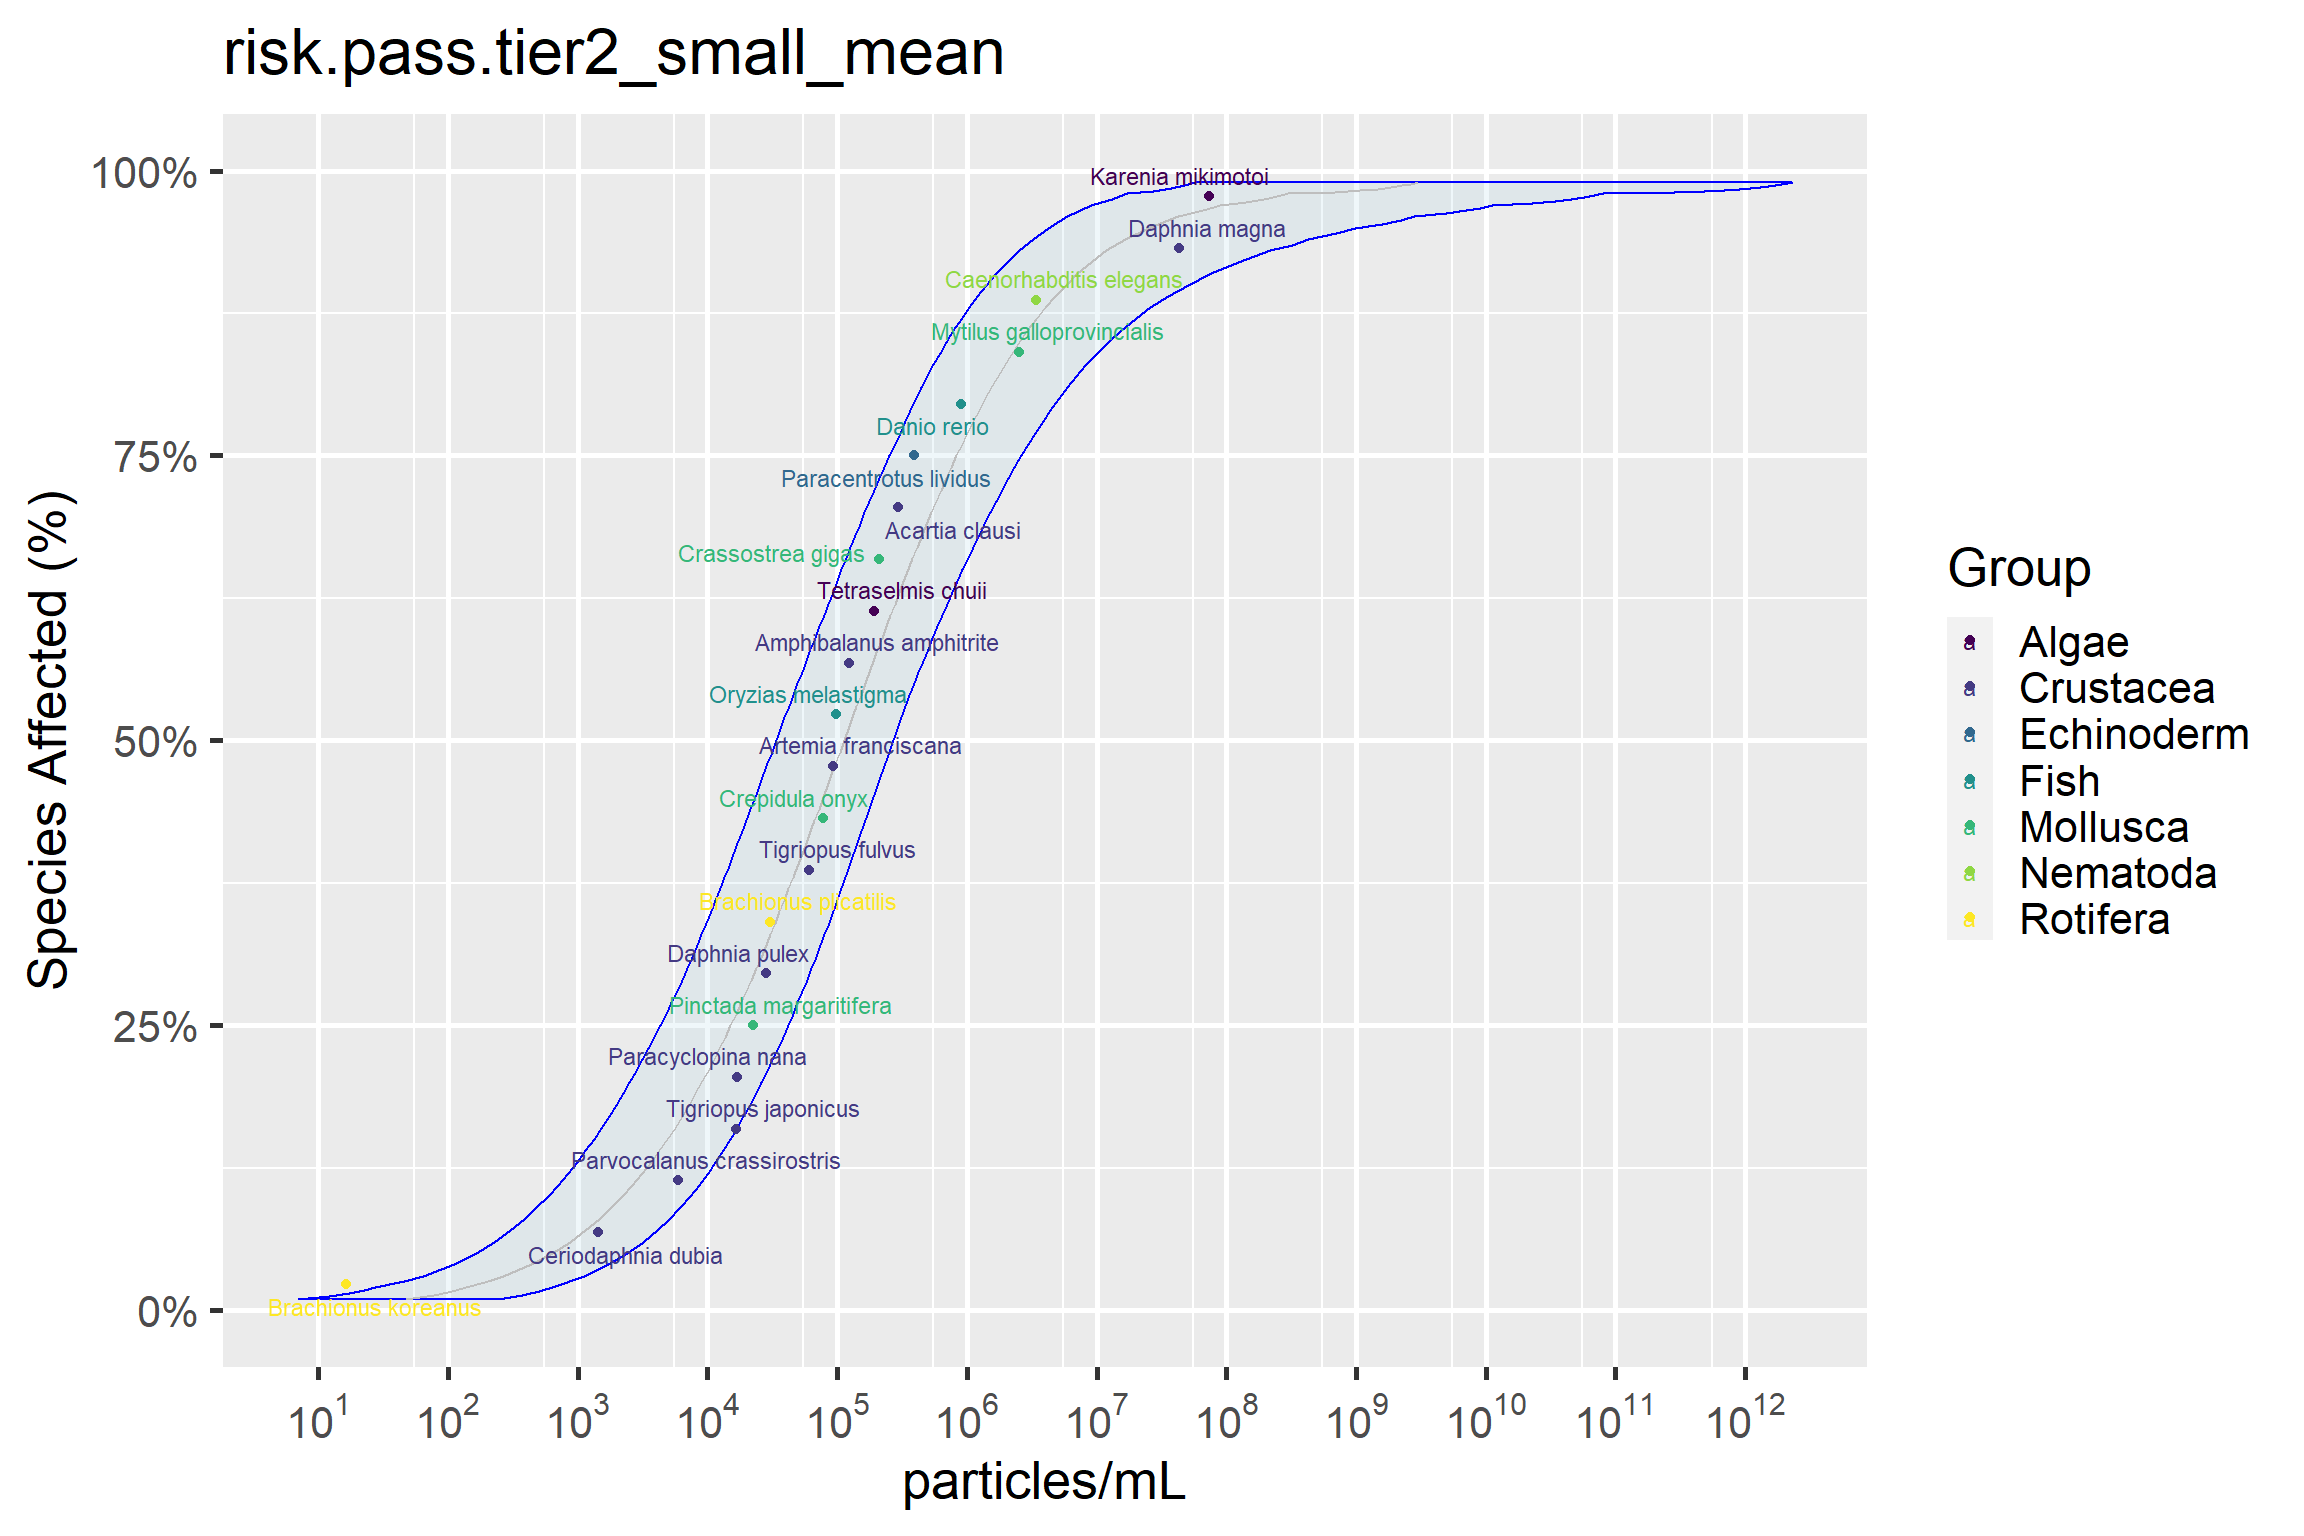 risk.pass.tier2_small_mean
100%
75%
50%
25%
0%
Species Affected (%)
Karenia mikimotoi
Daphnia magna
Caenorhabditis elegans
Mytilus galloprovincialis
Danio rerio
Paracentrotus lividus
Acartia clausi
Crassostrea gigas
Tetraselmis chuii
Amphibalanus amphitrite
Oryzias melastigma
Artemia franciscana
Crepidula onyx
Tigriopus fulvus
Brachionus plicatilis
Daphnia pulex
Pinctada margaritifera
Paracyclopina nana
Tigriopus japonicus
Parvocalanus crassirostris
Ceriodaphnia dubia
Brachionus koreanus
10^1 10^2 10^3 10^4 10^5 10^6 10^7 10^8 10^9 10^10 10^11 10^12
particles/mL
Group
a Algae
a Crustacea
a Echinoderm
a Fish
a Mollusca
a Nematoda
a Rotifera